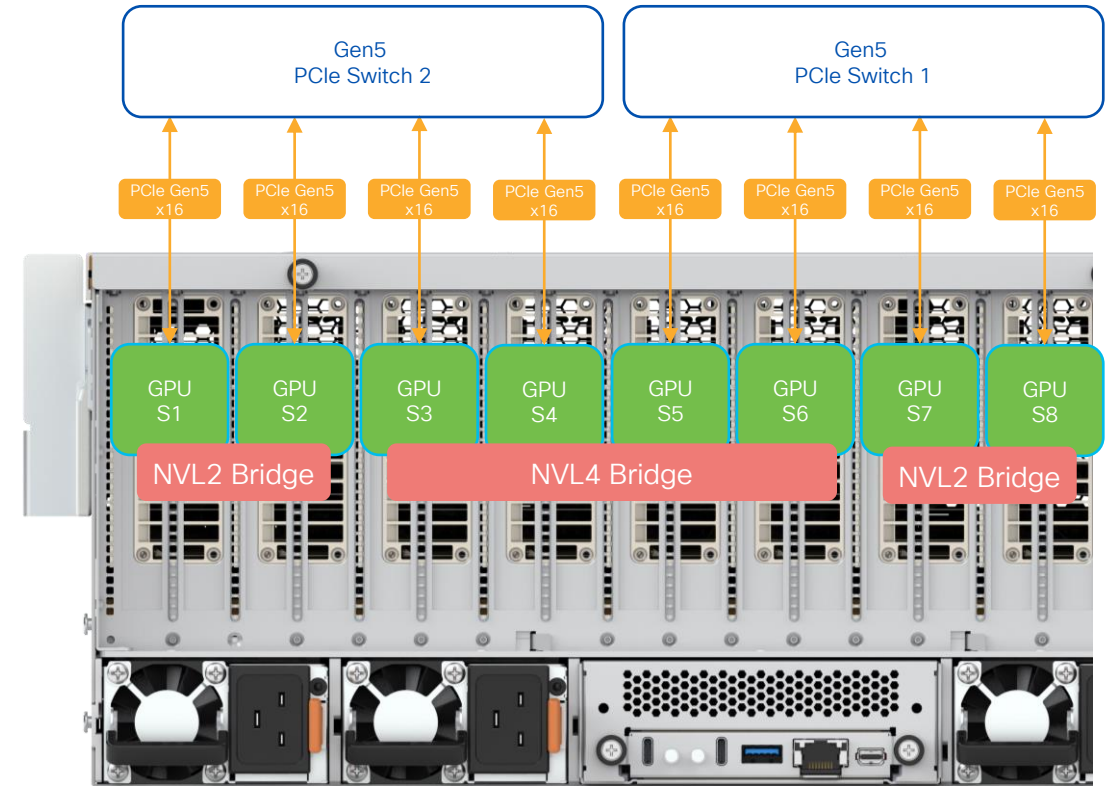 Gen5
PCIe Switch 2
Gen5
PCIe Switch 1
PCIe Gen5
x16
PCIe Gen5
x16
PCIe Gen5
x16
PCIe Gen5
x16
PCIe Gen5
x16
PCIe Gen5
x16
PCIe Gen5
x16
PCIe Gen5
x16
GPU
S1
GPU
S2
GPU
S3
GPU
S4
GPU
S5
GPU
S6
GPU
S7
GPU
S8
NVL2 Bridge
NVL4 Bridge
NVL2 Bridge